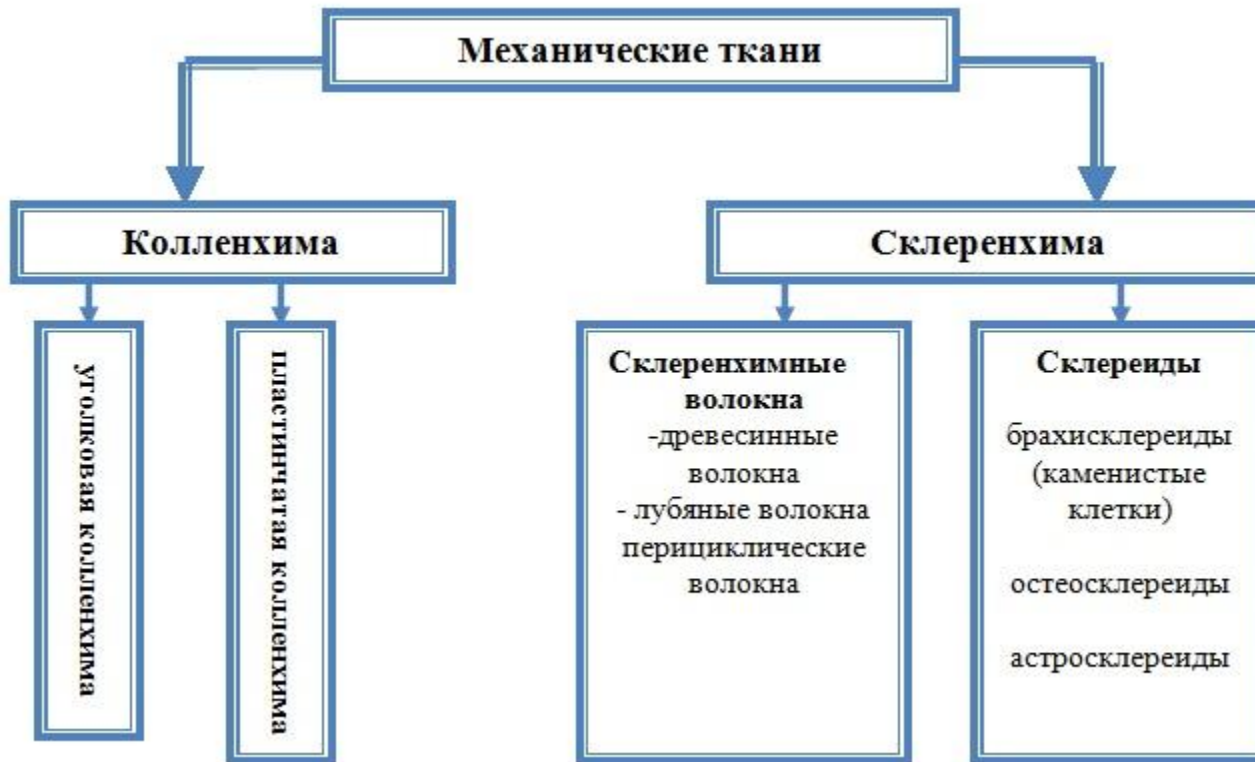 Механические ткани
Колленхима
Склеренхима
уголковая колленхима
пластинчатая колленхима
Склеренхимные
волокна
-древесинные
волокна
- лубяные волокна
перициклические
волокна
Склереиды
брахисклереиды
(каменистые
клетки)
остеосклереиды
астросклереиды